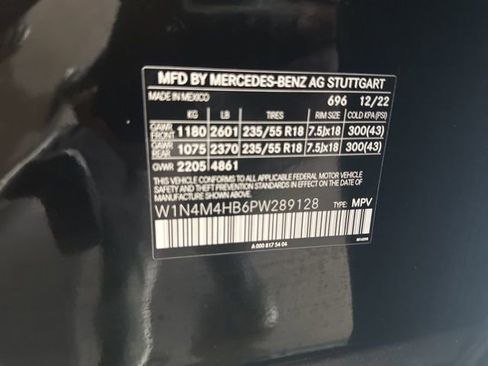 MFD BY MERCEDES-BENZ AG STUTTGART
MADE IN MEXICO 696 12/22
KG LB TIRES RIM SIZE COLD KPA (PSI)
GAWR FRONT 1180 2601 235/55 R18 7.5jx18 300(43)
GAWR REAR 1075 2370 235/55 R18 7.5jx18 300(43)
GVWR 2205 4861
THIS VEHICLE CONFORMS TO ALL APPLICABLE FEDERAL MOTOR VEHICLE
SAFETY AND THEFT PREVENTION STANDARDS IN EFFECT ON THE DATE OF
MANUFACTURE SHOWN ABOVE.
W1N4M4HB6PW289128 TYPE: MPV
A 000 817 54 04